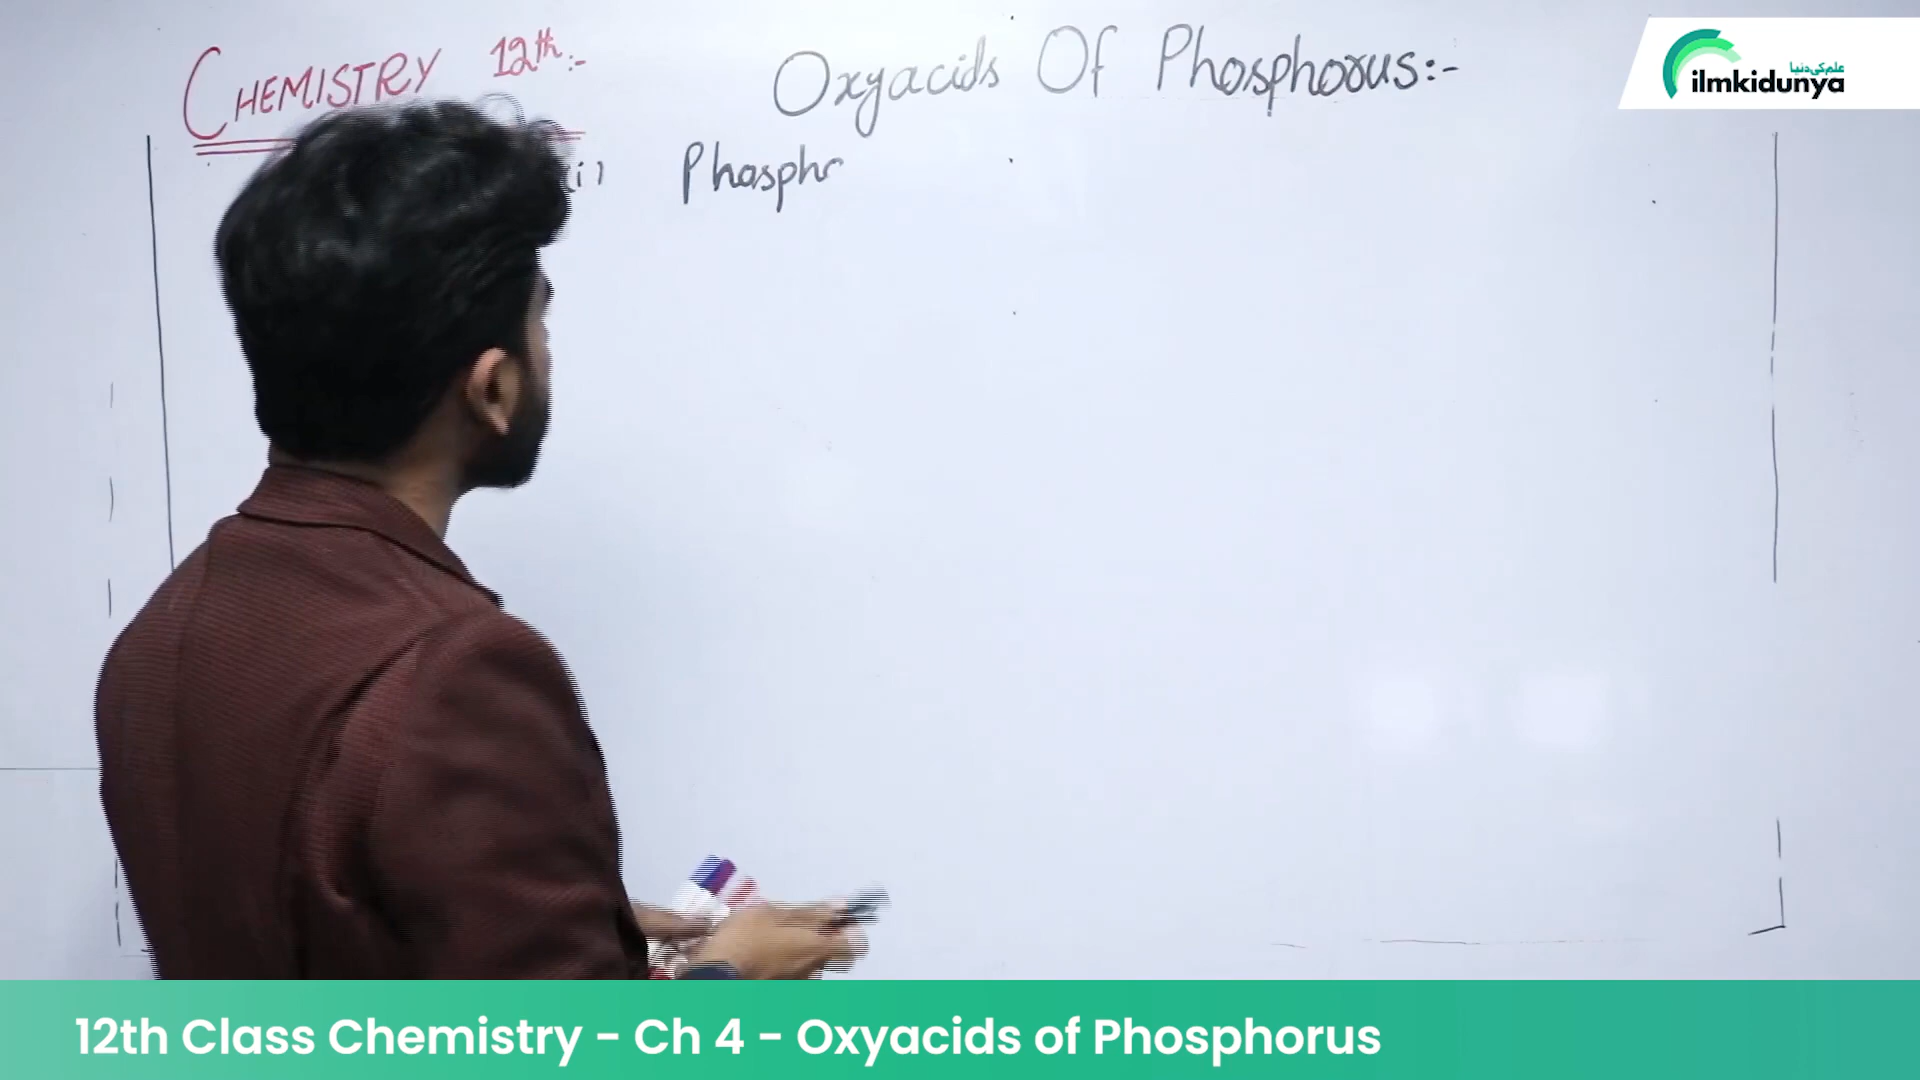 CHEMISTRY 12th:-
Oxyacids Of Phosphorus:-
علم کی دنیا
ilmkidunya
(i) Phosphr
12th Class Chemistry - Ch 4 - Oxyacids of Phosphorus